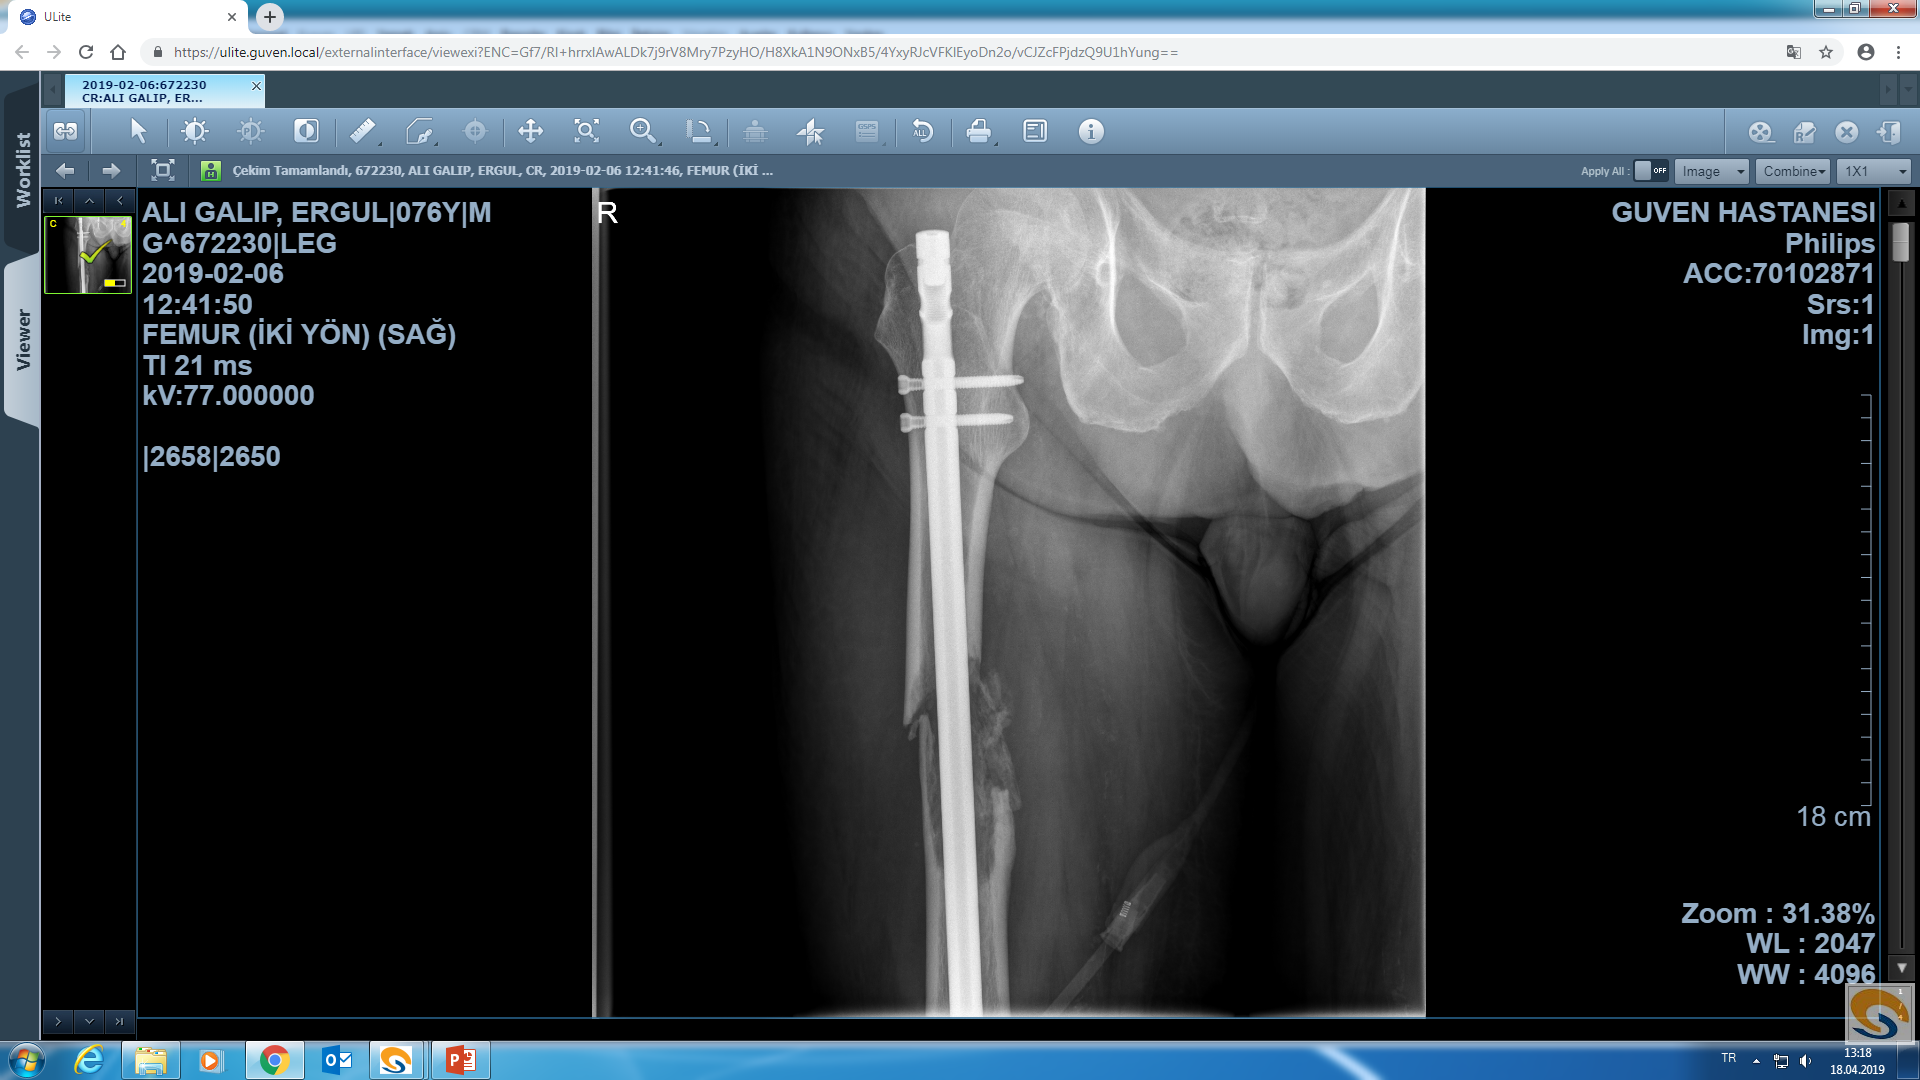 ULite
https://ulite.guven.local/externalinterface/viewexi?ENC=Gf7/RI+hrrxlAwALDk7j9rV8Mry7PzyHO/H8XkA1N9ONxB5/4YxyRJcVFKlEyoDn2o/vCJZcFPjdzQ9U1hYung==
2019-02-06:672230
CR:ALI GALIP, ER...
Worklist
Viewer
Çekim Tamamlandı, 672230, ALI GALIP, ERGUL, CR, 2019-02-06 12:41:46, FEMUR (İKİ ...
Apply All :
OFF
Image
Combine
1X1
C
4
ALI GALIP, ERGUL|076Y|M
G^672230|LEG
2019-02-06
12:41:50
FEMUR (İKİ YÖN) (SAĞ)
TI 21 ms
kV:77.000000
|2658|2650
R
GUVEN HASTANESI
Philips
ACC:70102871
Srs:1
Img:1
18 cm
Zoom : 31.38%
WL : 2047
WW : 4096
TR
13:18
18.04.2019